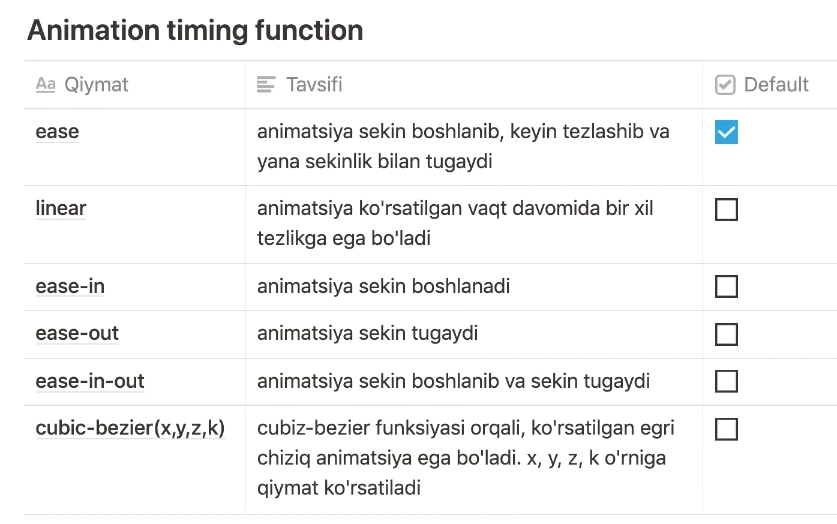 Animation timing function
Aa Qiymat
Tavsifi
Default
ease
animatsiya sekin boshlanib, keyin tezlashib va
yana sekinlik bilan tugaydi
linear
animatsiya ko'rsatilgan vaqt davomida bir xil
tezlikga ega bo'ladi
ease-in
animatsiya sekin boshlanadi
ease-out
animatsiya sekin tugaydi
ease-in-out
animatsiya sekin boshlanib va sekin tugaydi
cubic-bezier(x,y,z,k)
cubiz-bezier funksiyasi orqali, ko'rsatilgan egri
chiziq animatsiya ega bo'ladi. x, y, z, k o'rniga
qiymat ko'rsatiladi